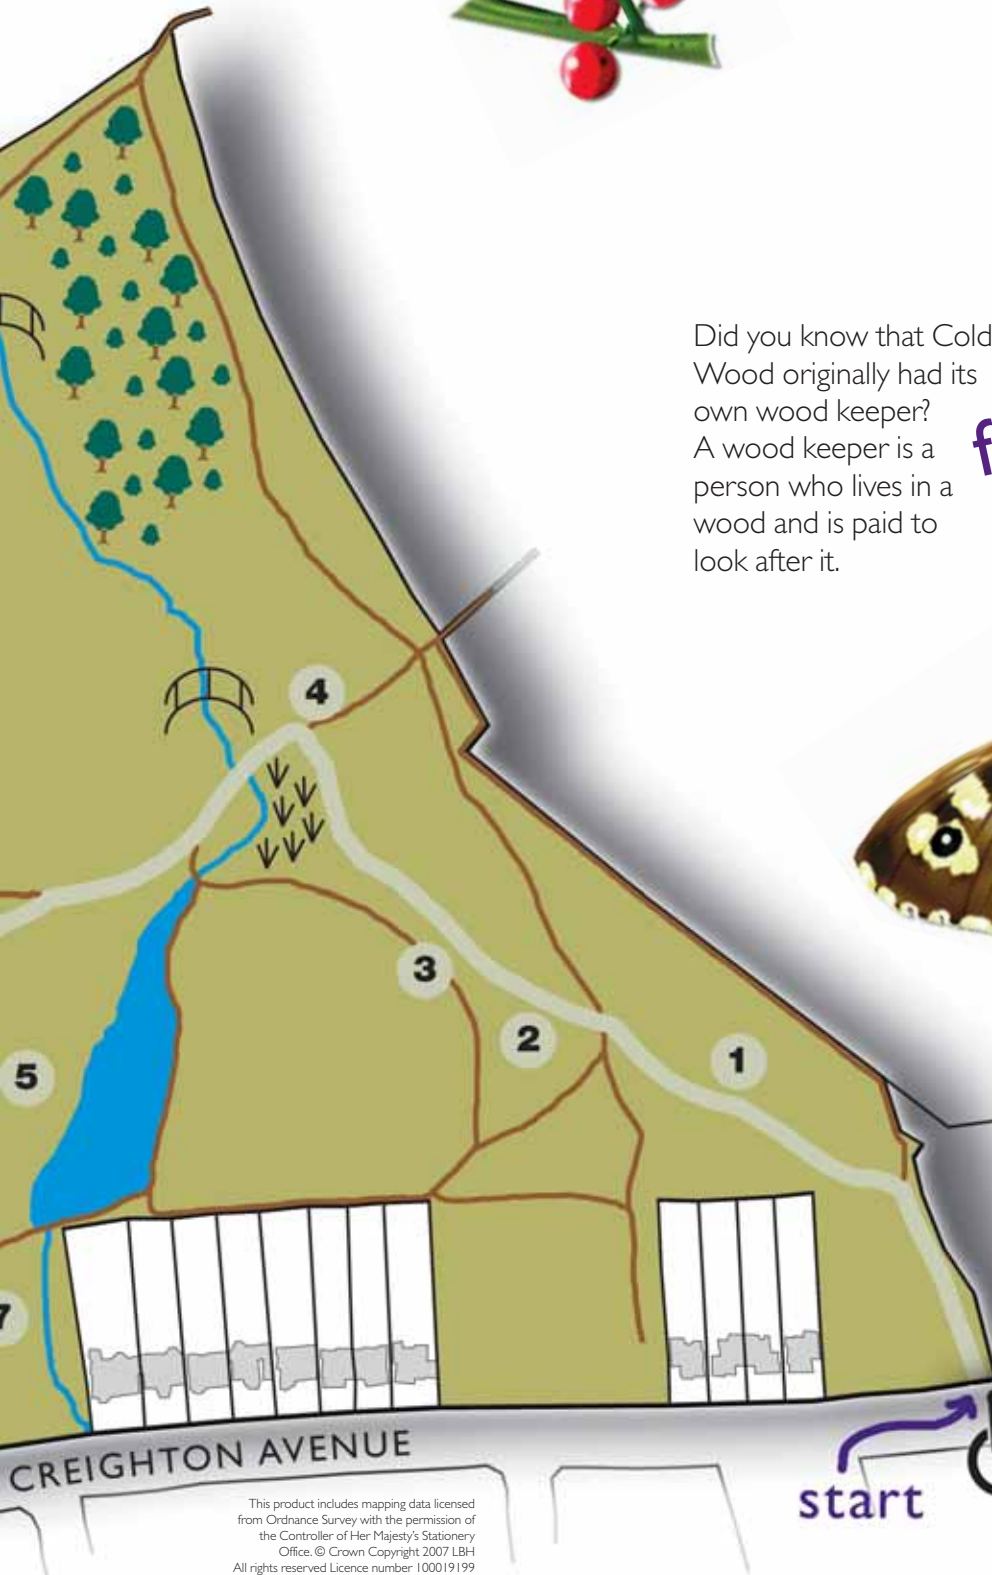 Did you know that Cold
Wood originally had its
own wood keeper?
A wood keeper is a
person who lives in a
wood and is paid to
look after it.
f
4
3
2
1
5
7
CREIGHTON AVENUE
start
This product includes mapping data licensed
from Ordnance Survey with the permission of
the Controller of Her Majesty's Stationery
Office. © Crown Copyright 2007 LBH
All rights reserved Licence number 100019199